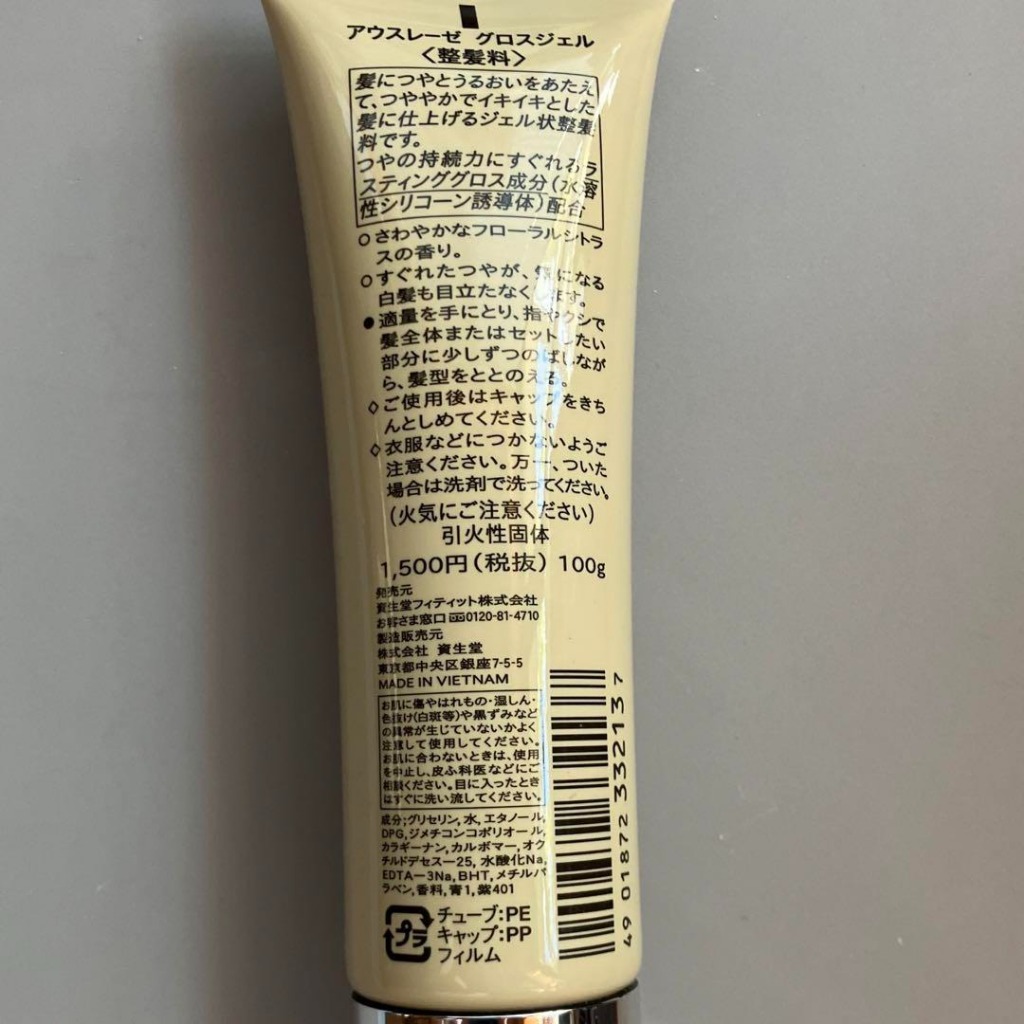 アウスレーゼ グロスジェル
〈整髪料〉
髪につやとうるおいをあたえ
て、つややかでイキイキとした
髪に仕上げるジェル状整髪
料です。
つやの持続力にすぐれるラ
スティンググロス成分(水溶
性シリコーン誘導体)配合
○さわやかなフローラルシトラ
スの香り。
○すぐれたつやが、気になる
白髪も目立たなくします。
●適量を手にとり、指やクシで
髪全体またはセットしたい
部分に少しずつのばしなが
ら、髪型をととのえる。
◇ご使用後はキャップをきち
んとしめてください。
◇衣服などにつかないようご
注意ください。万一、ついた
場合は洗剤で洗ってください。
(火気にご注意ください)
引火性固体
1,500円(税抜) 100g
発売元
資生堂フィティット株式会社
お客さま窓口 0120-81-4710
製造販売元
株式会社 資生堂
東京都中央区銀座7-5-5
MADE IN VIETNAM
お肌に傷やはれもの・湿しん・
色抜け(白斑等)や黒ずみなど
の異常が生じていないかよく
注意して使用してください。
お肌に合わないときは、使用
を中止し、皮ふ科医などにご
相談ください。目に入ったとき
はすぐに洗い流してください。
成分;グリセリン,水,エタノール,
DPG,ジメチコンコポリオール,
カラギーナン,カルボマー,オク
チルドデセス-25,水酸化Na,
EDTA-3Na,BHT,メチルパ
ラベン,香料,青1,紫401
プラ
チューブ:PE
キャップ:PP
フィルム
4 901872 332137